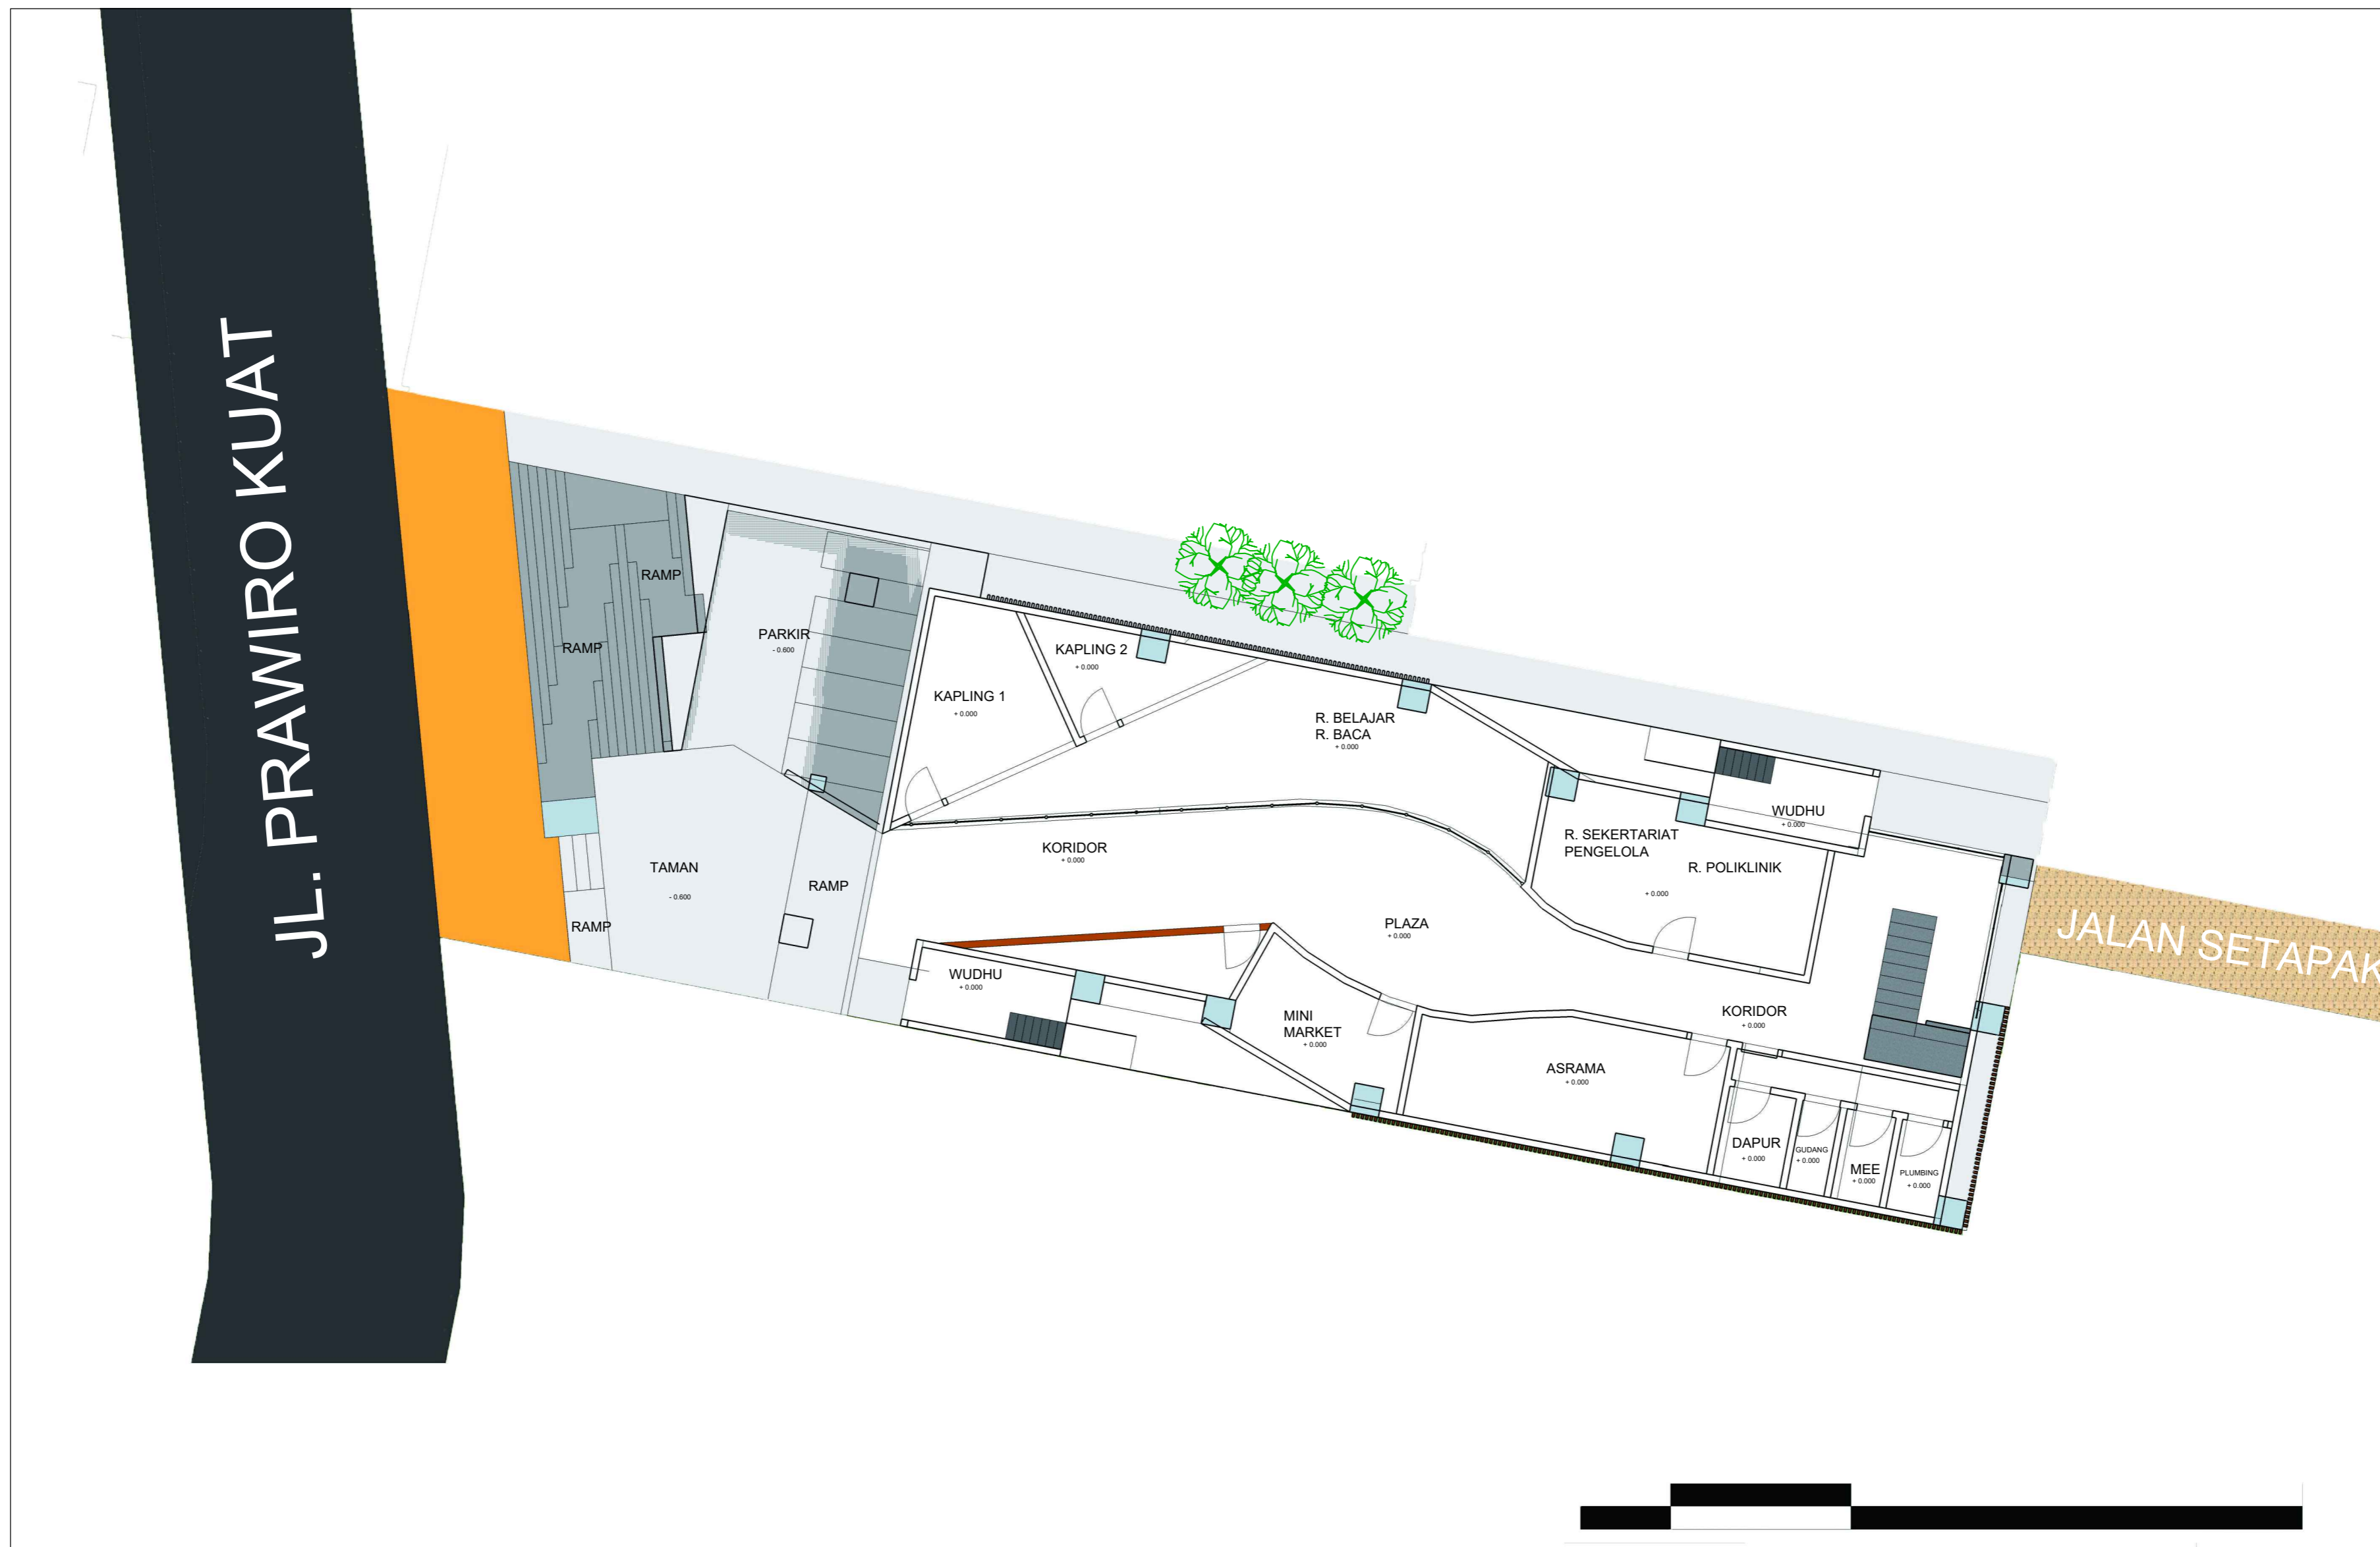 JL. PRAWIRO KUAT
RAMP
RAMP
PARKIR
- 0.600
KAPLING 2
+ 0.000
KAPLING 1
+ 0.000
R. BELAJAR
R. BACA
+ 0.000
WUDHU
+ 0.000
R. SEKERTARIAT
PENGELOLA
R. POLIKLINIK
+ 0.000
KORIDOR
+ 0.000
TAMAN
- 0.600
RAMP
RAMP
PLAZA
+ 0.000
JALAN SETAPAK
WUDHU
+ 0.000
MINI
MARKET
+ 0.000
KORIDOR
+ 0.000
ASRAMA
+ 0.000
DAPUR
+ 0.000
GUDANG
+ 0.000
MEE
+ 0.000
PLUMBING
+ 0.000